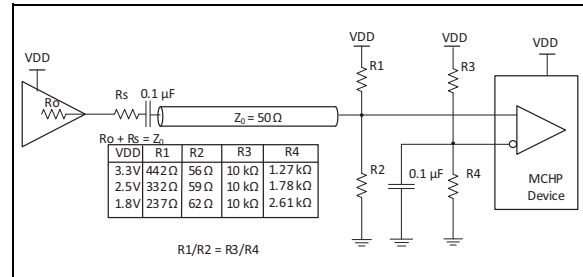 VDD
Ro
Rs
0.1 µF
Z0 = 50 Ω
Ro + Rs = Z0
VDD R1 R2 R3 R4
3.3V 442 Ω 56 Ω 10 kΩ 1.27 kΩ
2.5V 332 Ω 59 Ω 10 kΩ 1.78 kΩ
1.8V 237 Ω 62 Ω 10 kΩ 2.61 kΩ
R1/R2 = R3/R4
VDD
R1
R2
VDD
R3
R4
0.1 µF
VDD
MCHP
Device